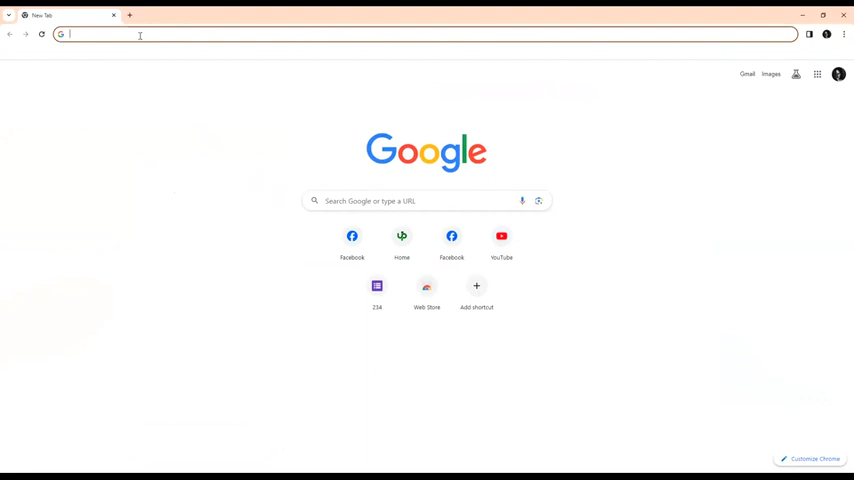 New Tab
Gmail Images
Google
Search Google or type a URL
Facebook Home Facebook YouTube
234 Web Store Add shortcut
Customize Chrome